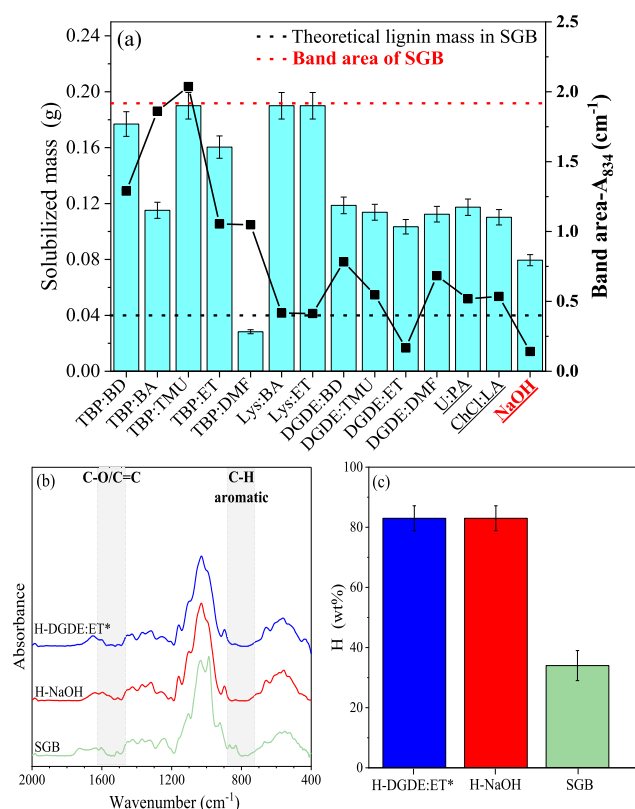 (a)
Theoretical lignin mass in SGB
Band area of SGB
Solubilized mass (g)
0.24
0.20
0.16
0.12
0.08
0.04
0.00
2.5
2.0
1.5
1.0
0.5
0.0
Band area-A₈₃₄ (cm⁻¹)
TBP:BD
TBP:BA
TBP:TMU
TBP:ET
TBP:DMF
Lys:BA
Lys:ET
DGDE:BD
DGDE:TMU
DGDE:ET
DGDE:DMF
U:PA
ChCl:LA
NaOH
(b)
C-O/C=C
C-H
aromatic
Absorbance
H-DGDE:ET*
H-NaOH
SGB
2000
1600
1200
800
400
Wavenumber (cm⁻¹)
(c)
H (wt%)
100
80
60
40
20
0
H-DGDE:ET*
H-NaOH
SGB